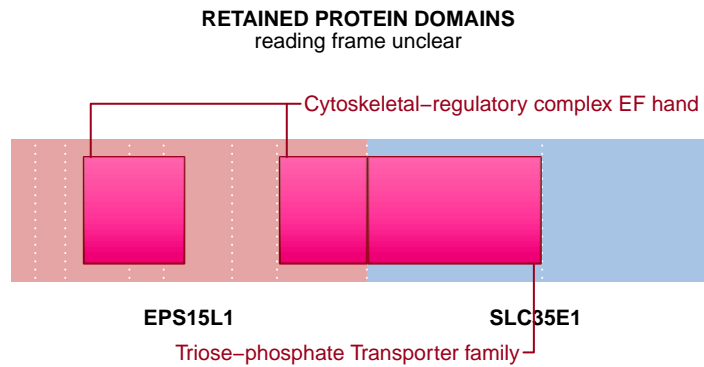 RETAINED PROTEIN DOMAINS
reading frame unclear
Cytoskeletal−regulatory complex EF hand
EPS15L1
SLC35E1
Triose−phosphate Transporter family